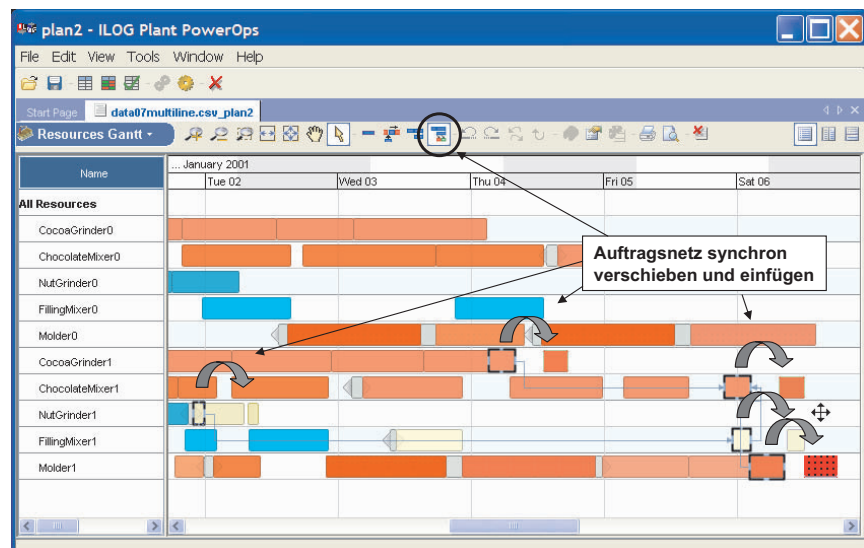 plan2 - ILOG Plant PowerOps
File Edit View Tools Window Help
Start Page data07multiline.csv_plan2
Resources Gantt
Name
... January 2001
Tue 02 Wed 03 Thu 04 Fri 05 Sat 06
All Resources
CocoaGrinder0
ChocolateMixer0
Auftragsnetz synchron
verschieben und einfügen
NutGrinder0
FillingMixer0
Molder0
CocoaGrinder1
ChocolateMixer1
NutGrinder1
FillingMixer1
Molder1